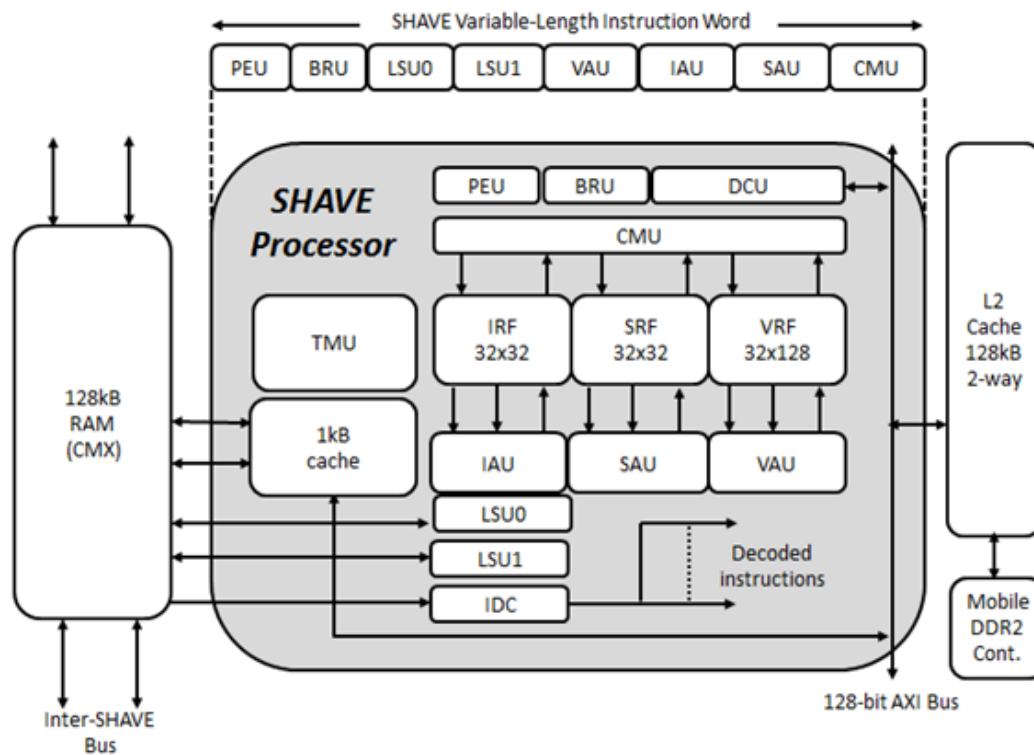 SHAVE Variable-Length Instruction Word
PEU BRU LSU0 LSU1 VAU IAU SAU CMU
SHAVE
Processor
PEU BRU DCU
CMU
TMU
IRF
32x32
SRF
32x32
VRF
32x128
L2
Cache
128kB
2-way
128kB
RAM
(CMX)
1kB
cache
IAU SAU VAU
LSU0
LSU1
IDC
Decoded
instructions
Mobile
DDR2
Cont.
Inter-SHAVE
Bus
128-bit AXI Bus